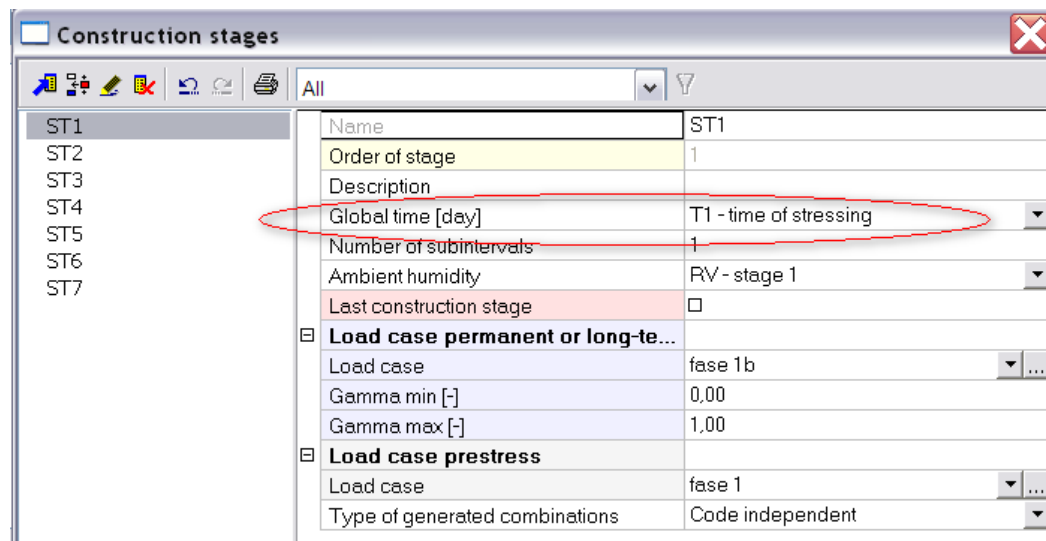 Construction stages
All
ST1
ST2
ST3
ST4
ST5
ST6
ST7
Name ST1
Order of stage 1
Description
Global time [day] T1 - time of stressing
Number of subintervals 1
Ambient humidity RV - stage 1
Last construction stage
Load case permanent or long-te...
Load case fase 1b ...
Gamma min [-] 0,00
Gamma max [-] 1,00
Load case prestress
Load case fase 1 ...
Type of generated combinations Code independent